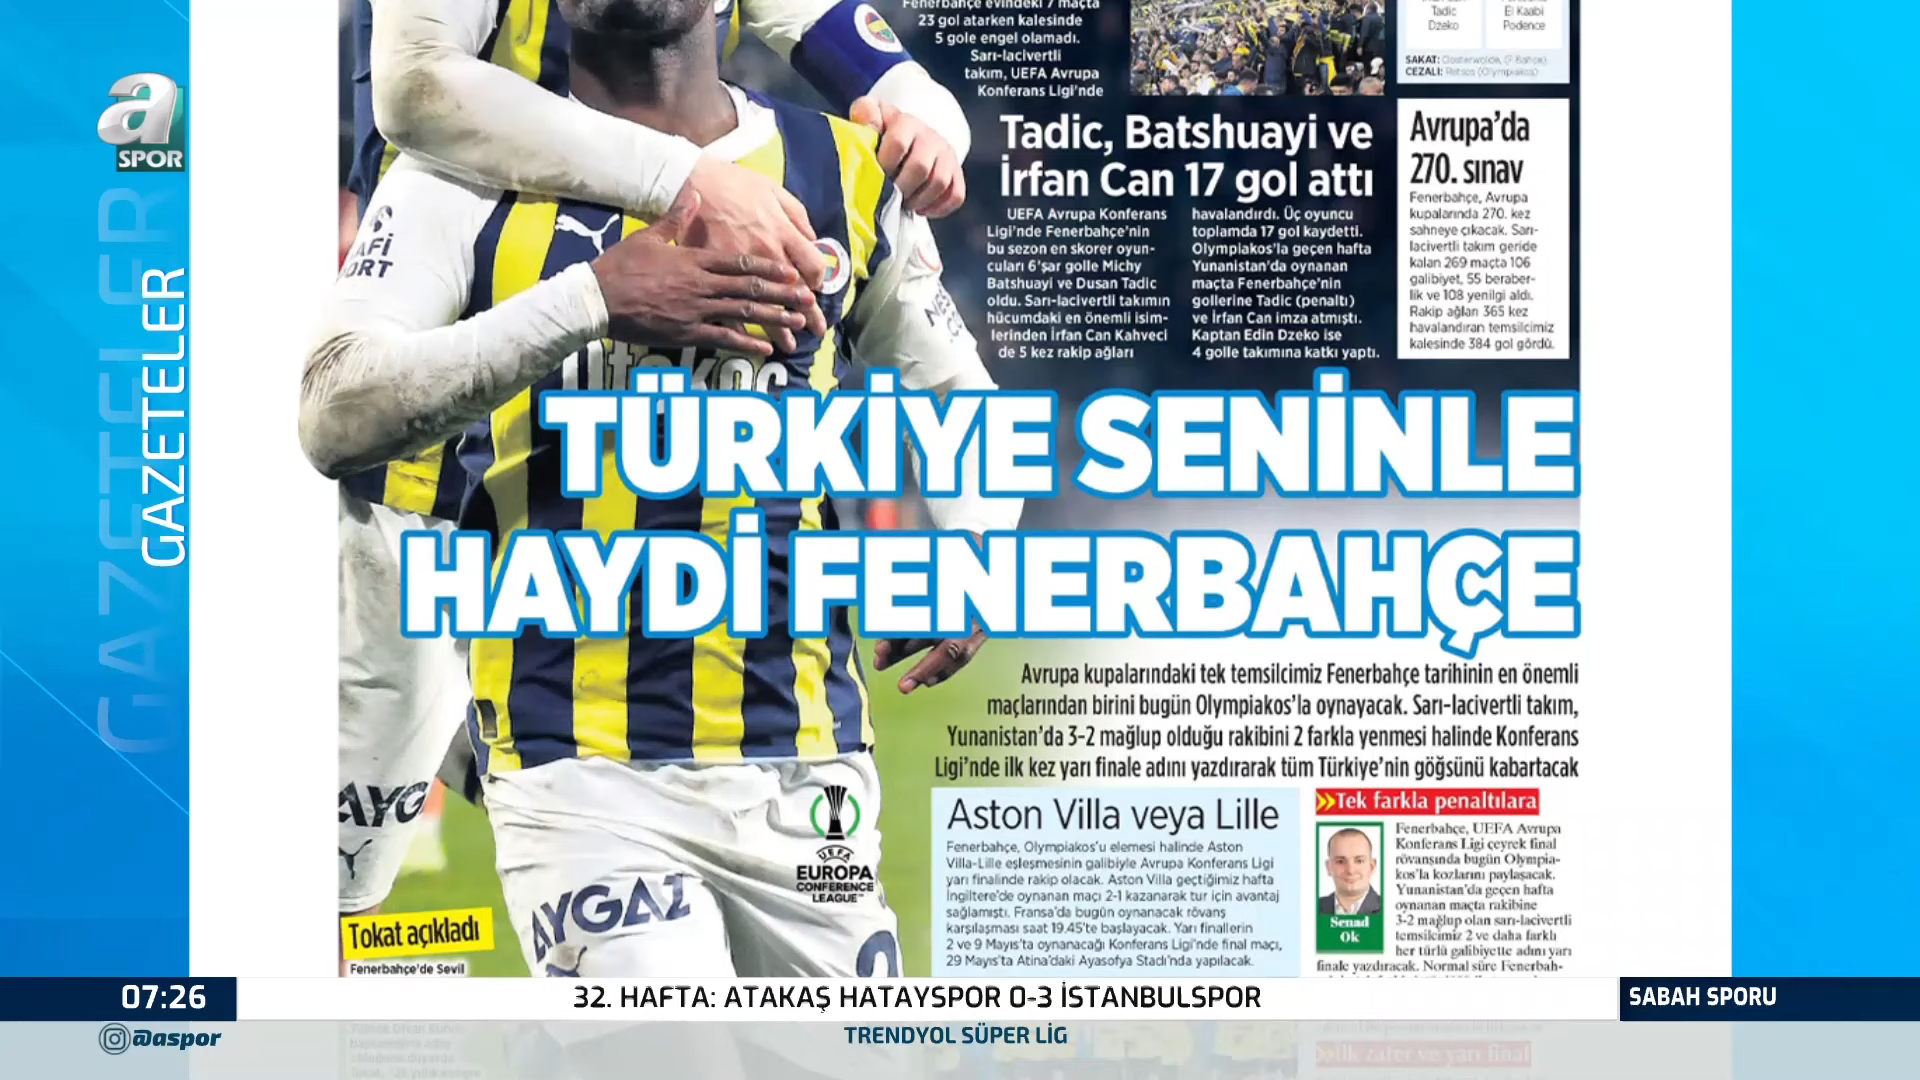 a
SPOR
GAZETELER
GAZETELER
Fenerbahçe evindeki 7 maçta
23 gol atarken kalesinde
5 gole engel olamadı.
Sarı-lacivertli
takım, UEFA Avrupa
Konferans Ligi'nde
Tadic
Dzeko
El Kaabi
Podence
SAKAT: Oosterwolde, (F.Bahçe),
CEZALI: Retsos (Olympiakos)
Tadic, Batshuayi ve
İrfan Can 17 gol attı
UEFA Avrupa Konferans
Ligi'nde Fenerbahçe'nin
bu sezon en skorer oyun-
cuları 6'şar golle Michy
Batshuayi ve Dusan Tadic
oldu. Sarı-lacivertli takımın
hücumdaki en önemli isim-
lerinden İrfan Can Kahveci
de 5 kez rakip ağları
havalandırdı. Üç oyuncu
toplamda 17 gol kaydetti.
Olympiakos'la geçen hafta
Yunanistan'da oynanan
maçta Fenerbahçe'nin
gollerine Tadic (penaltı)
ve İrfan Can imza atmıştı.
Kaptan Edin Dzeko ise
4 golle takımına katkı yaptı.
Avrupa'da
270. sınav
Fenerbahçe, Avrupa
kupalarında 270. kez
sahneye çıkacak. Sarı-
lacivertli takım geride
kalan 269 maçta 106
galibiyet, 55 beraber-
lik ve 108 yenilgi aldı.
Rakip ağları 365 kez
havalandıran temsilcimiz
kalesinde 384 gol gördü.
AFİ
ORT
Otokoç
TÜRKİYE SENİNLE
HAYDİ FENERBAHÇE
Avrupa kupalarındaki tek temsilcimiz Fenerbahçe tarihinin en önemli
maçlarından birini bugün Olympiakos'la oynayacak. Sarı-lacivertli takım,
Yunanistan'da 3-2 mağlup olduğu rakibini 2 farkla yenmesi halinde Konferans
Ligi'nde ilk kez yarı finale adını yazdırarak tüm Türkiye'nin göğsünü kabartacak
AYG
AYGAZ
UEFA
EUROPA
CONFERENCE
LEAGUE
Aston Villa veya Lille
Fenerbahçe, Olympiakos'u elemesi halinde Aston
Villa-Lille eşleşmesinin galibiyle Avrupa Konferans Ligi
yarı finalinde rakip olacak. Aston Villa geçtiğimiz hafta
İngiltere'de oynanan maçı 2-1 kazanarak tur için avantaj
sağlamıştı. Fransa'da bugün oynanacak rövanş
karşılaşması saat 19.45'te başlayacak. Yarı finallerin
2 ve 9 Mayıs'ta oynanacağı Konferans Ligi'nde final maçı,
29 Mayıs'ta Atina'daki Ayasofya Stadı'nda yapılacak.
Tek farkla penaltılara
Senad
Ok
Fenerbahçe, UEFA Avrupa
Konferans Ligi çeyrek final
rövanşında bugün Olympia-
kos'la kozlarını paylaşacak.
Yunanistan'da geçen hafta
oynanan maçta rakibine
3-2 mağlup olan sarı-lacivertli
temsilcimiz 2 ve daha farklı
her türlü galibiyette adını yarı
finale yazdıracak. Normal süre Fenerbah-
Tokat açıkladı
Fenerbahçe'de Sevil
07:26
32. HAFTA: ATAKAŞ HATAYSPOR 0-3 İSTANBULSPOR
SABAH SPORU
@aspor
TRENDYOL SÜPER LİG
İlk zafer ve yarı final